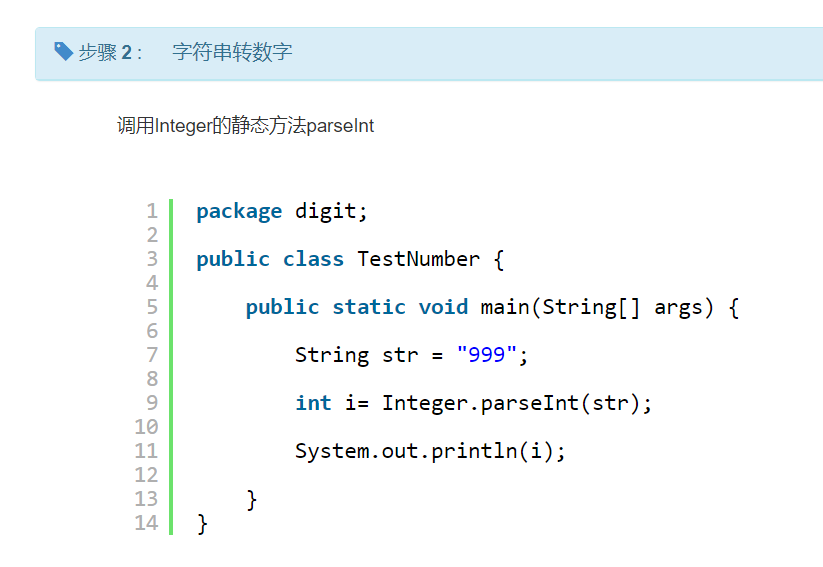 步骤 2 : 字符串转数字
调用Integer的静态方法parseInt
1 package digit;
2
3 public class TestNumber {
4
5     public static void main(String[] args) {
6
7         String str = "999";
8
9         int i= Integer.parseInt(str);
10
11         System.out.println(i);
12
13     }
14 }